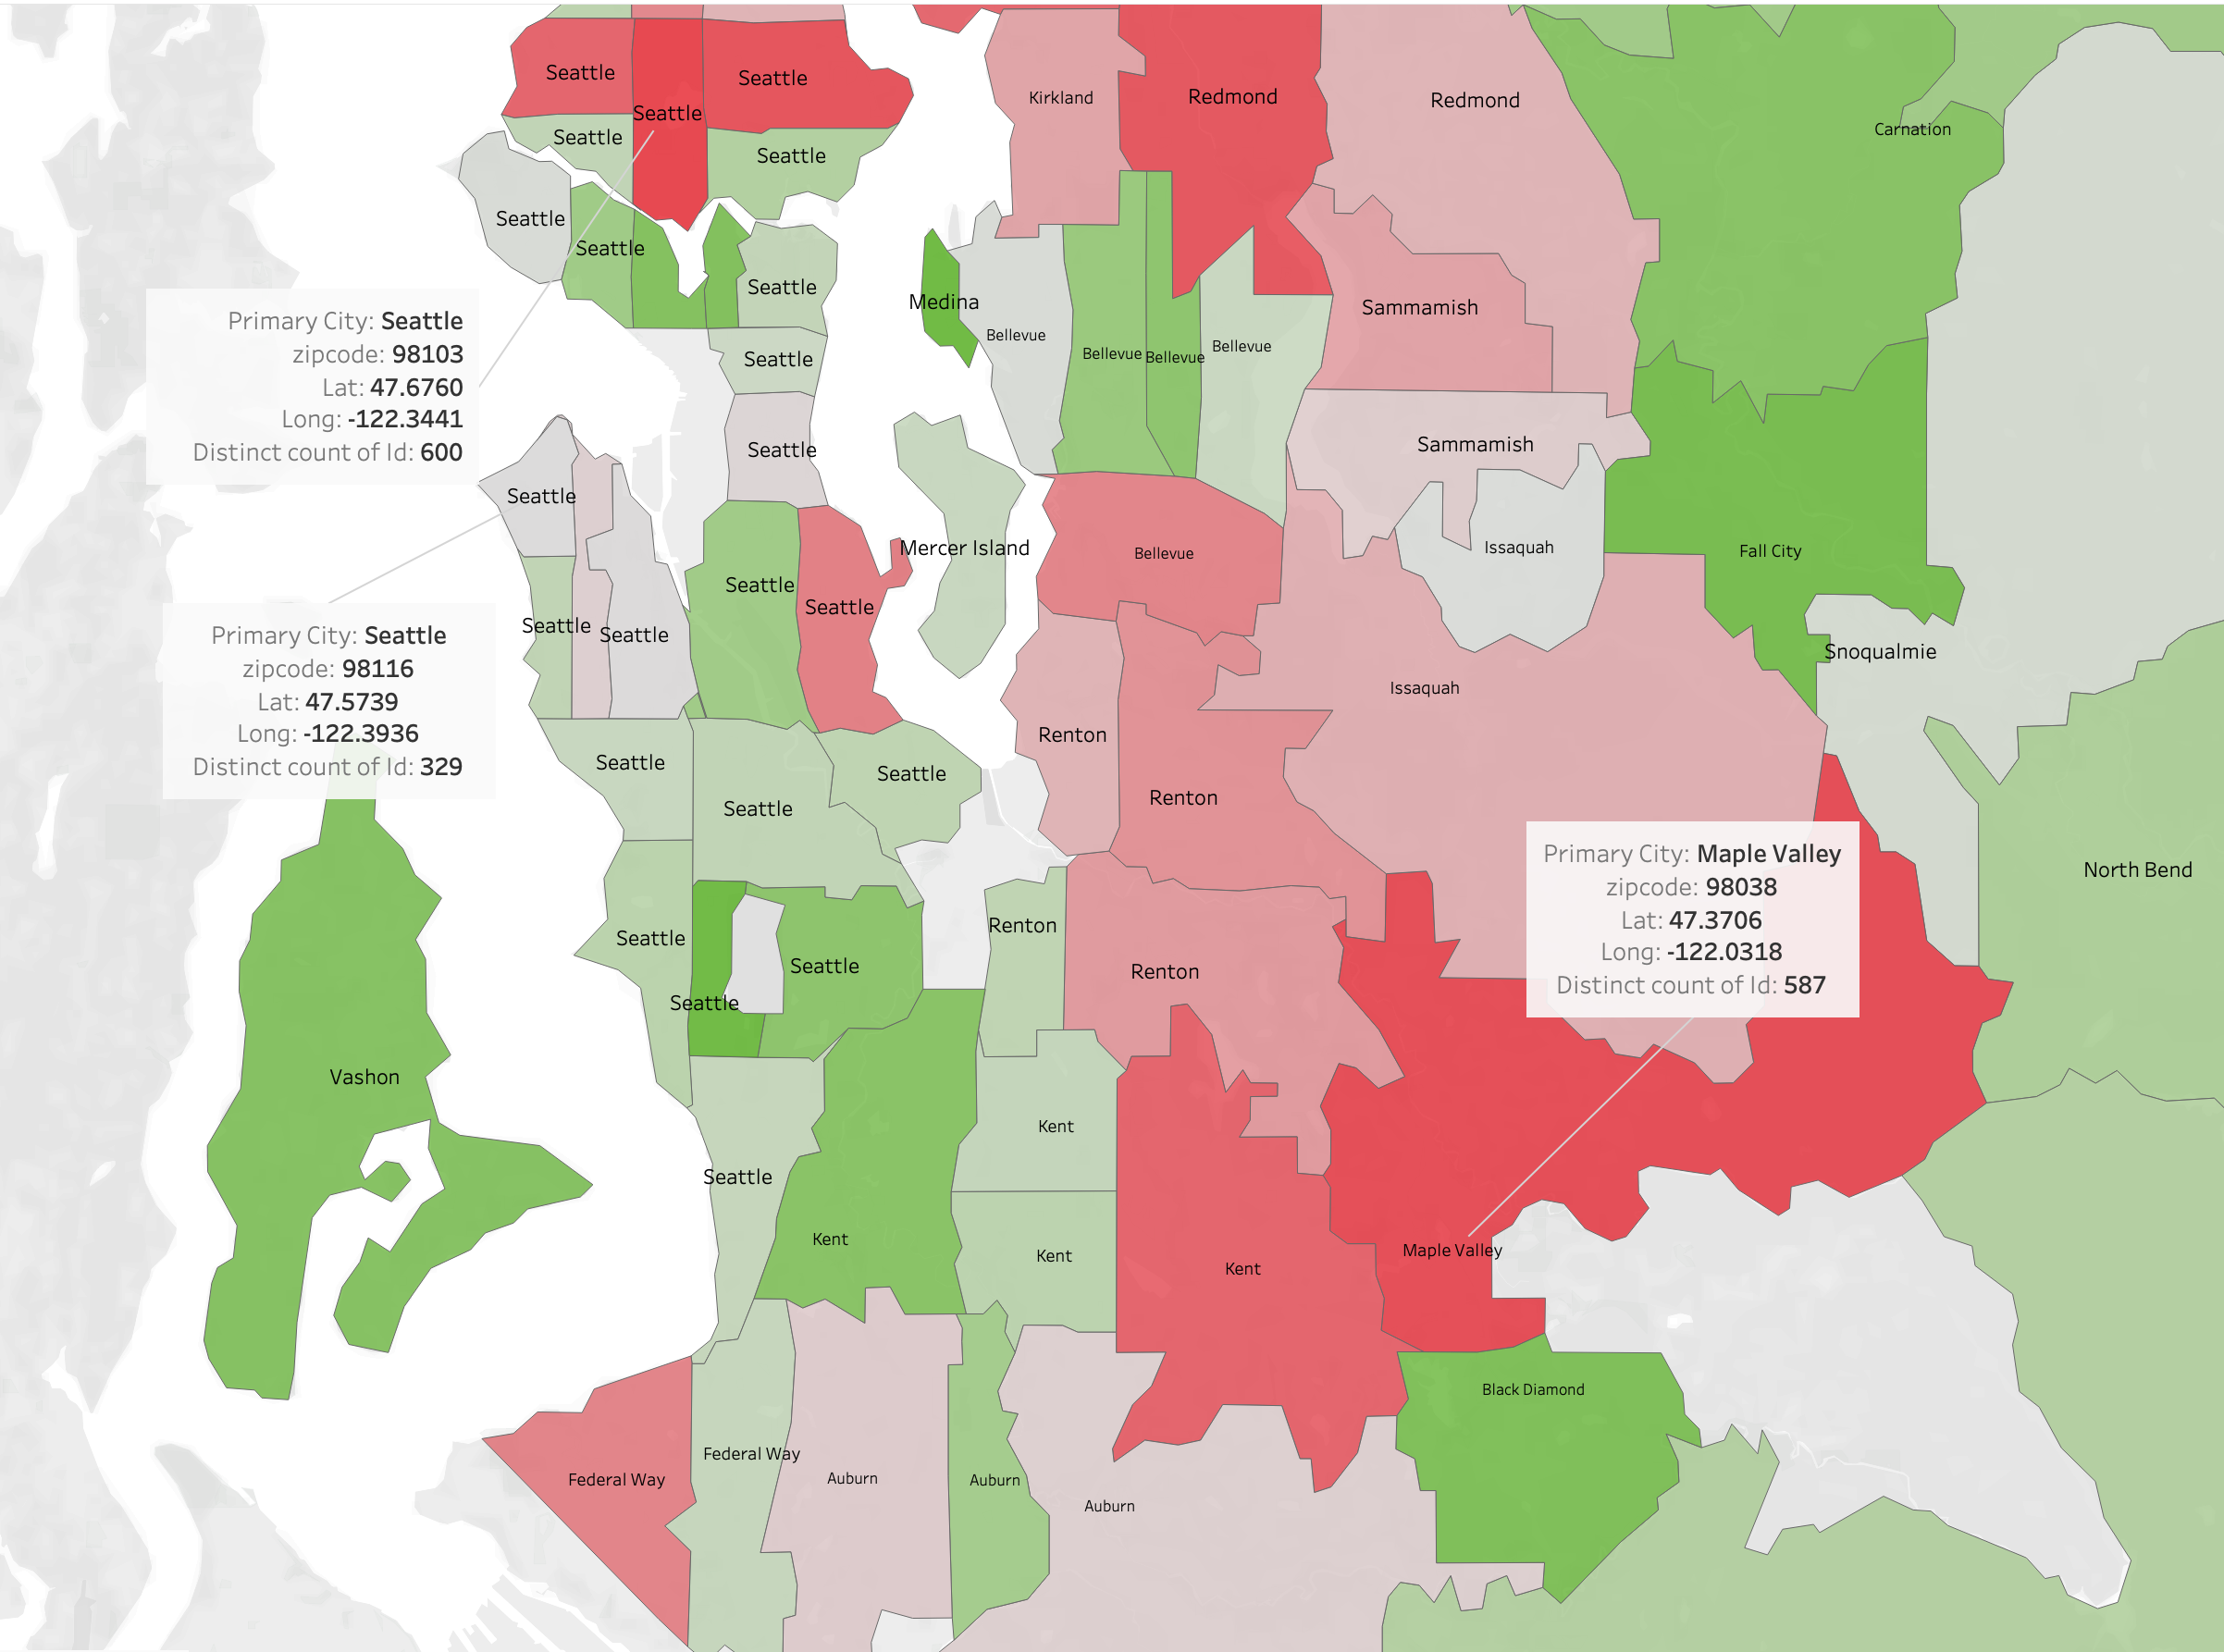 Seattle
Seattle
Seattle
Kirkland
Redmond
Redmond
Carnation
Seattle
Seattle
Seattle
Seattle
Seattle
Medina
Sammamish
Primary City: Seattle
zipcode: 98103
Lat: 47.6760
Long: -122.3441
Distinct count of Id: 600
Bellevue
Bellevue
Bellevue
Bellevue
Seattle
Seattle
Sammamish
Seattle
Mercer Island
Bellevue
Issaquah
Fall City
Seattle
Seattle
Seattle
Seattle
Primary City: Seattle
zipcode: 98116
Lat: 47.5739
Long: -122.3936
Distinct count of Id: 329
Snoqualmie
Issaquah
Renton
Seattle
Seattle
Renton
Seattle
Primary City: Maple Valley
zipcode: 98038
Lat: 47.3706
Long: -122.0318
Distinct count of Id: 587
North Bend
Renton
Seattle
Seattle
Renton
Seattle
Vashon
Kent
Seattle
Kent
Kent
Kent
Maple Valley
Black Diamond
Federal Way
Federal Way
Auburn
Auburn
Auburn